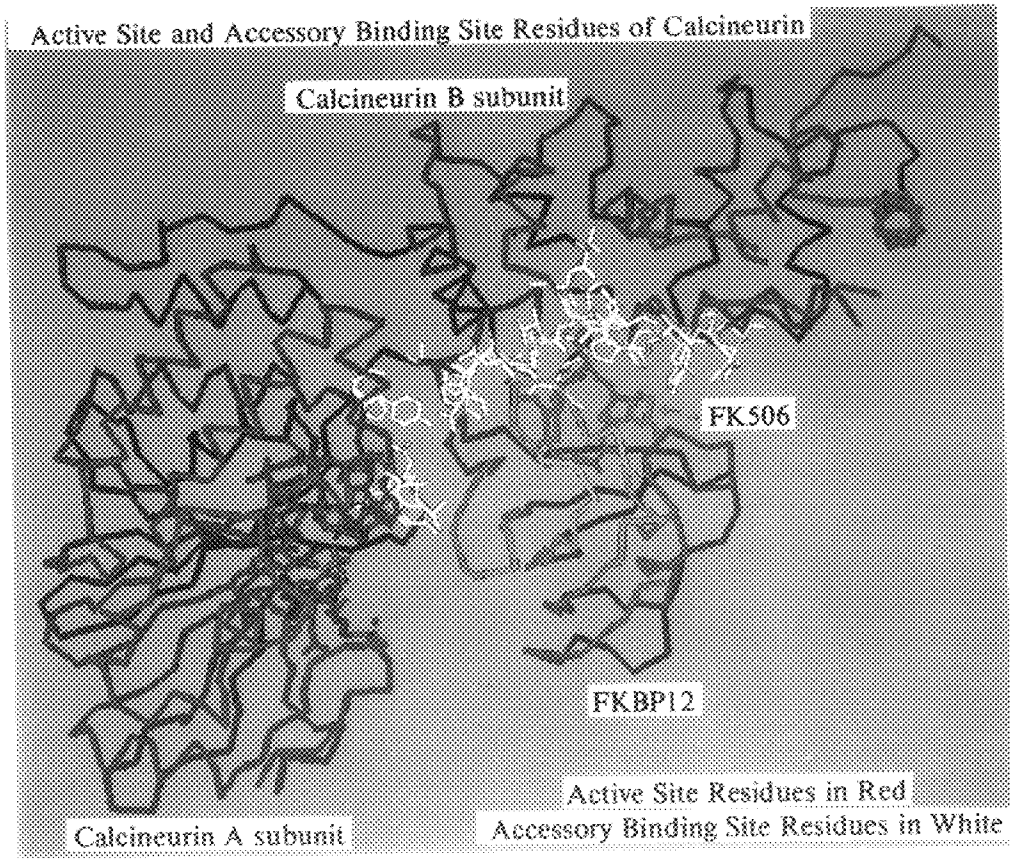 Active Site and Accessory Binding Site Residues of Calcineurin
Calcineurin B subunit
FK506
FKBP12
Active Site Residues in Red
Accessory Binding Site Residues in White
Calcineurin A subunit